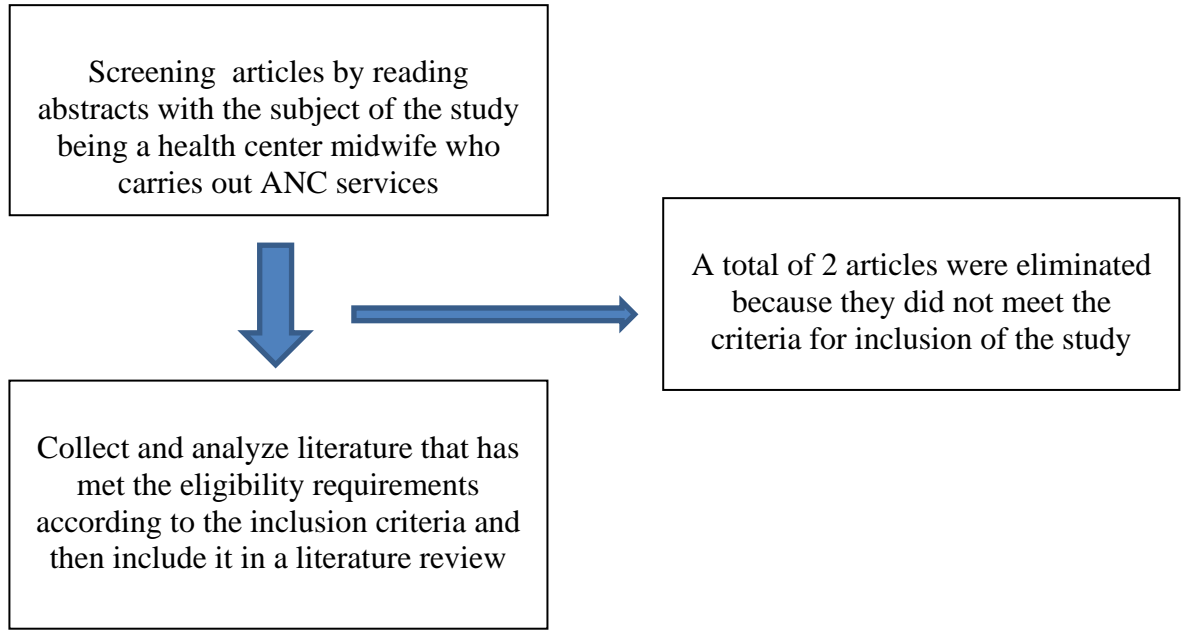 Screening articles by reading
abstracts with the subject of the study
being a health center midwife who
carries out ANC services
A total of 2 articles were eliminated
because they did not meet the
criteria for inclusion of the study
Collect and analyze literature that has
met the eligibility requirements
according to the inclusion criteria and
then include it in a literature review